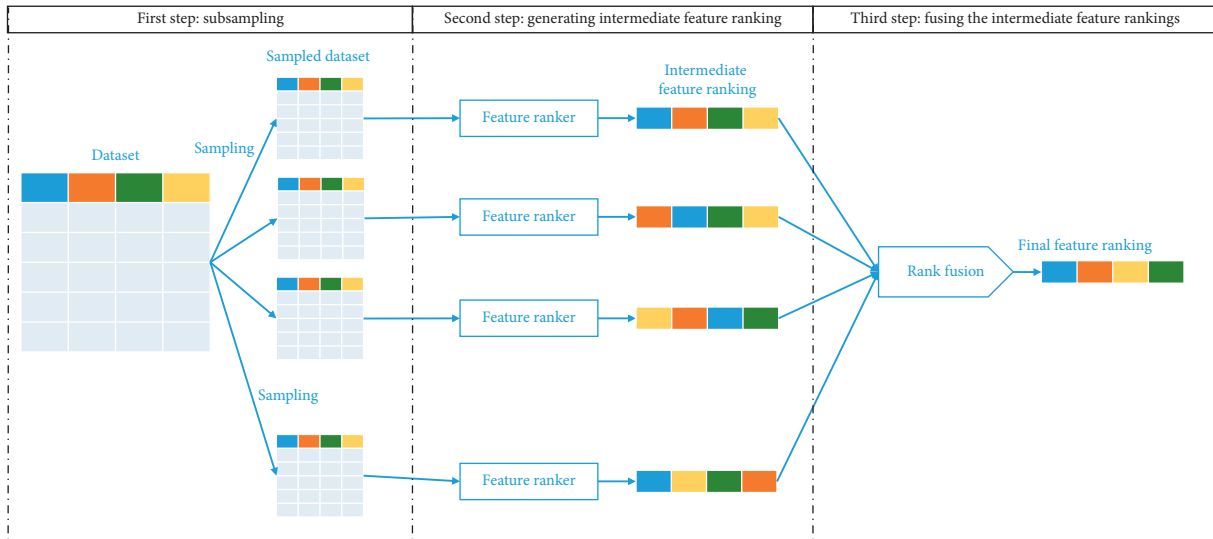 First step: subsampling
Second step: generating intermediate feature ranking
Third step: fusing the intermediate feature rankings
Sampled dataset
Intermediate
feature ranking
Feature ranker
Sampling
Dataset
Feature ranker
Final feature ranking
Rank fusion
Feature ranker
Sampling
Feature ranker